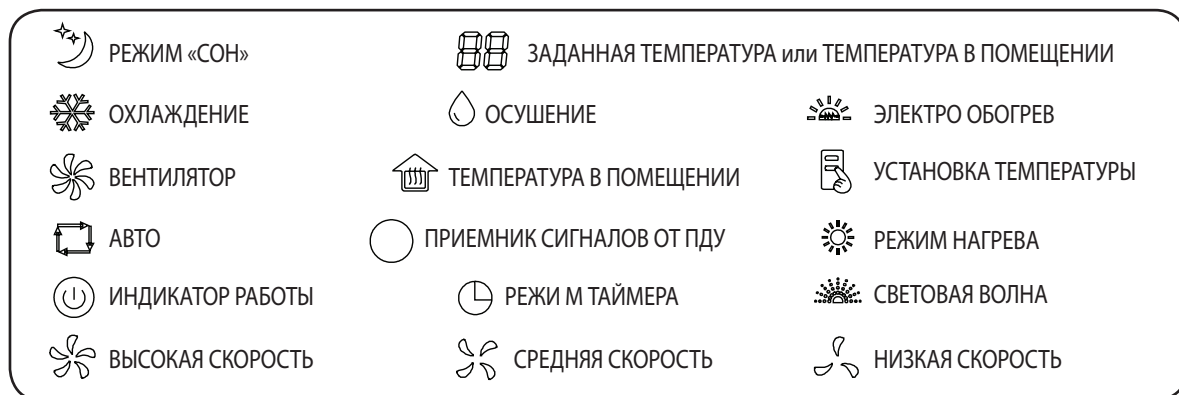 РЕЖИМ «СОН» 88 ЗАДАННАЯ ТЕМПЕРАТУРА или ТЕМПЕРАТУРА В ПОМЕЩЕНИИ
ОХЛАЖДЕНИЕ ОСУШЕНИЕ ЭЛЕКТРО ОБОГРЕВ
ВЕНТИЛЯТОР ТЕМПЕРАТУРА В ПОМЕЩЕНИИ УСТАНОВКА ТЕМПЕРАТУРЫ
АВТО ПРИЕМНИК СИГНАЛОВ ОТ ПДУ РЕЖИМ НАГРЕВА
ИНДИКАТОР РАБОТЫ РЕЖИ М ТАЙМЕРА СВЕТОВАЯ ВОЛНА
ВЫСОКАЯ СКОРОСТЬ СРЕДНЯЯ СКОРОСТЬ НИЗКАЯ СКОРОСТЬ